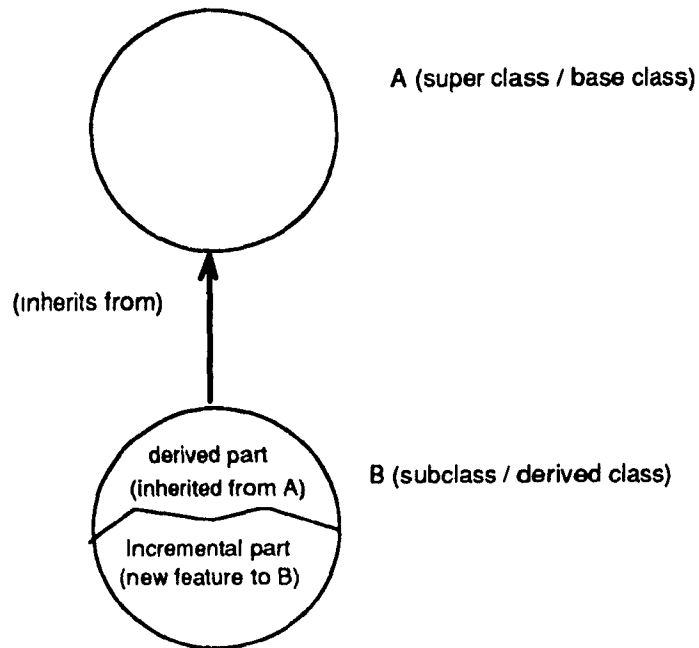 A (super class / base class)
(inherits from)
derived part
(inherited from A)
B (subclass / derived class)
Incremental part
(new feature to B)